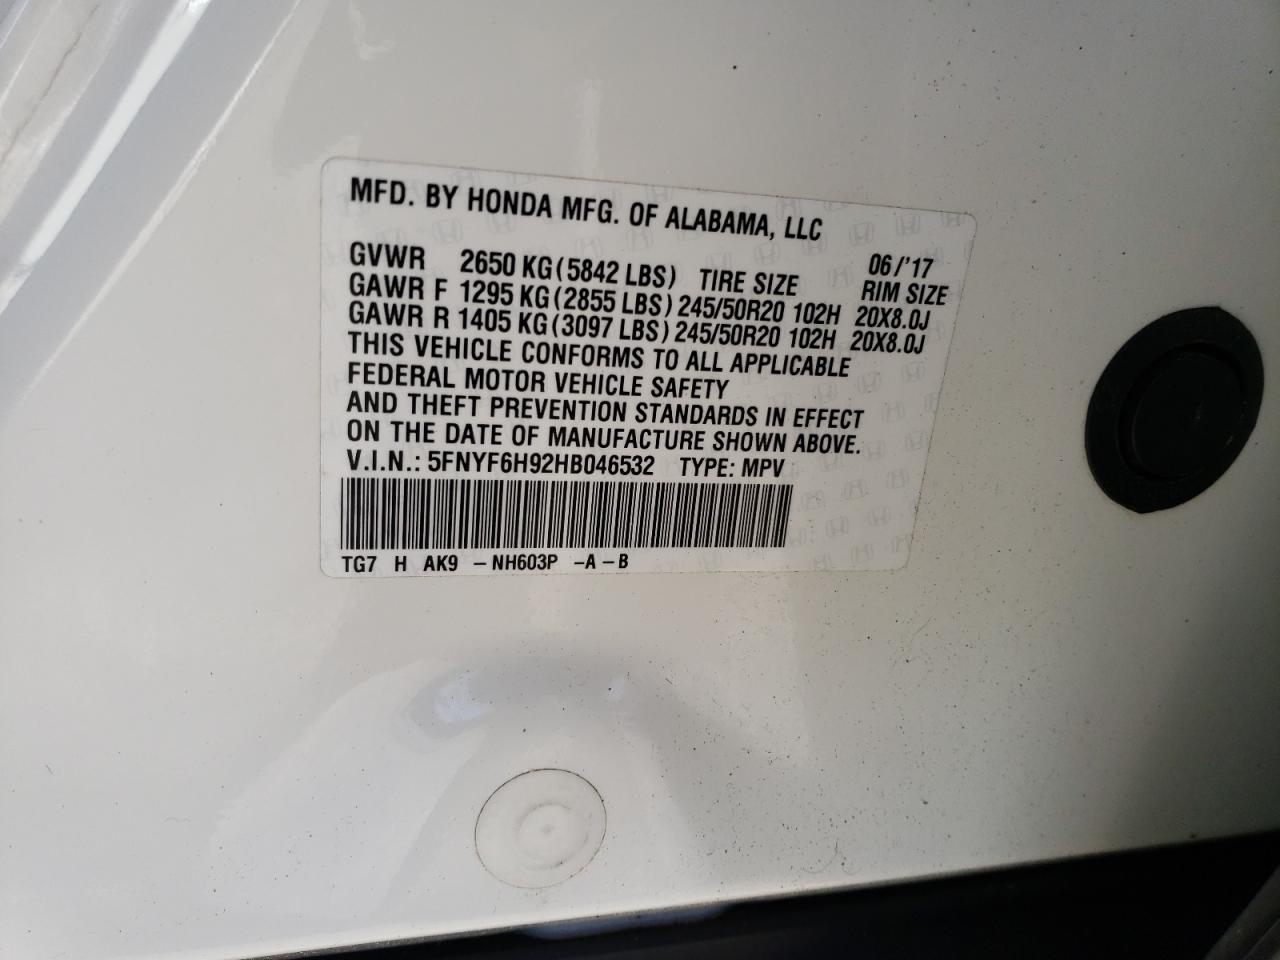 MFD. BY HONDA MFG. OF ALABAMA, LLC
06/'17
GVWR 2650 KG(5842 LBS) TIRE SIZE RIM SIZE
GAWR F 1295 KG(2855 LBS) 245/50R20 102H 20X8.0J
GAWR R 1405 KG(3097 LBS) 245/50R20 102H 20X8.0J
THIS VEHICLE CONFORMS TO ALL APPLICABLE
FEDERAL MOTOR VEHICLE SAFETY
AND THEFT PREVENTION STANDARDS IN EFFECT
ON THE DATE OF MANUFACTURE SHOWN ABOVE.
V.I.N.: 5FNYF6H92HB046532 TYPE: MPV
TG7 H AK9 – NH603P –A – B